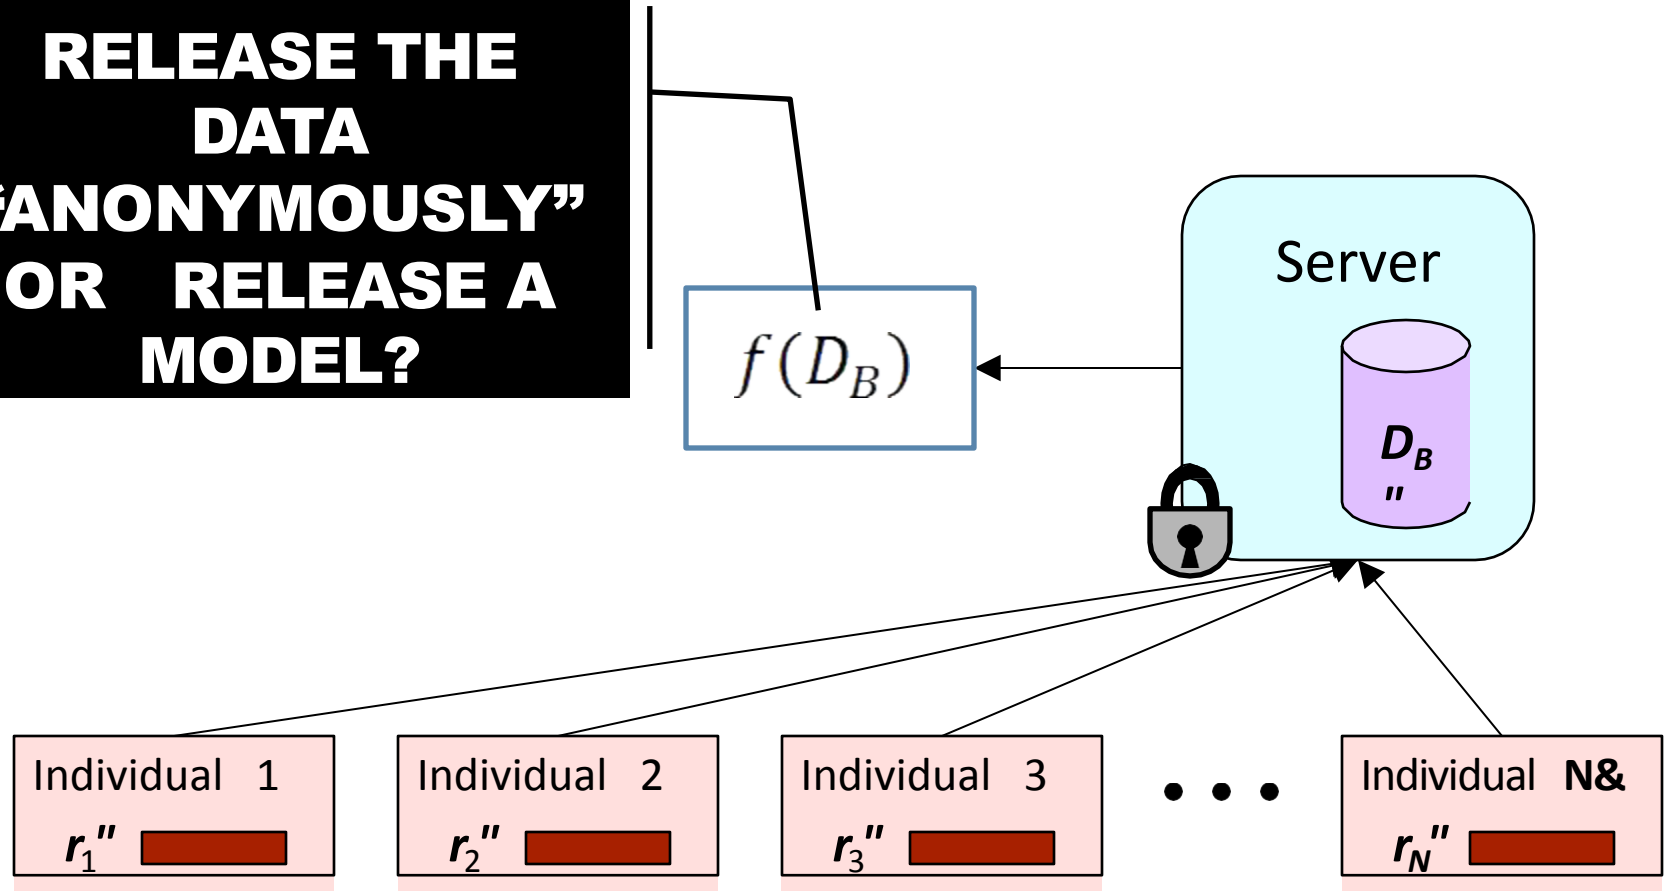 RELEASE THE
DATA
“ANONYMOUSLY”
OR RELEASE A
MODEL?
Server
f(D_B)
D_B
"
Individual 1
r_1"
Individual 2
r_2"
Individual 3
r_3"
• • •
Individual N&
r_N"